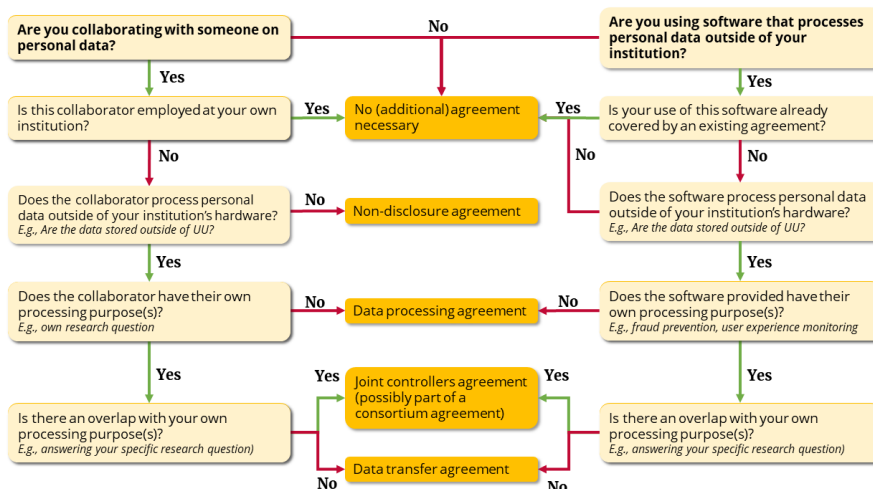 Are you collaborating with someone on
personal data?
No
Are you using software that processes
personal data outside of your
institution?
Yes
Yes
Is this collaborator employed at your own
institution?
Yes
No (additional) agreement
necessary
Yes
Is your use of this software already
covered by an existing agreement?
No
No
No
Does the collaborator process personal
data outside of your institution's hardware?
E.g., Are the data stored outside of UU?
No
Non-disclosure agreement
Does the software process personal data
outside of your institution's hardware?
E.g., Are the data stored outside of UU?
Yes
Yes
Does the collaborator have their own
processing purpose(s)?
E.g., own research question
No
Data processing agreement
No
Does the software provided have their
own processing purpose(s)?
E.g., fraud prevention, user experience monitoring
Yes
Yes
Is there an overlap with your own
processing purpose(s)?
E.g., answering your specific research question)
Yes
Joint controllers agreement
(possibly part of a
consortium agreement)
Yes
Is there an overlap with your own
processing purpose(s)?
E.g., answering your specific research question)
No
Data transfer agreement
No